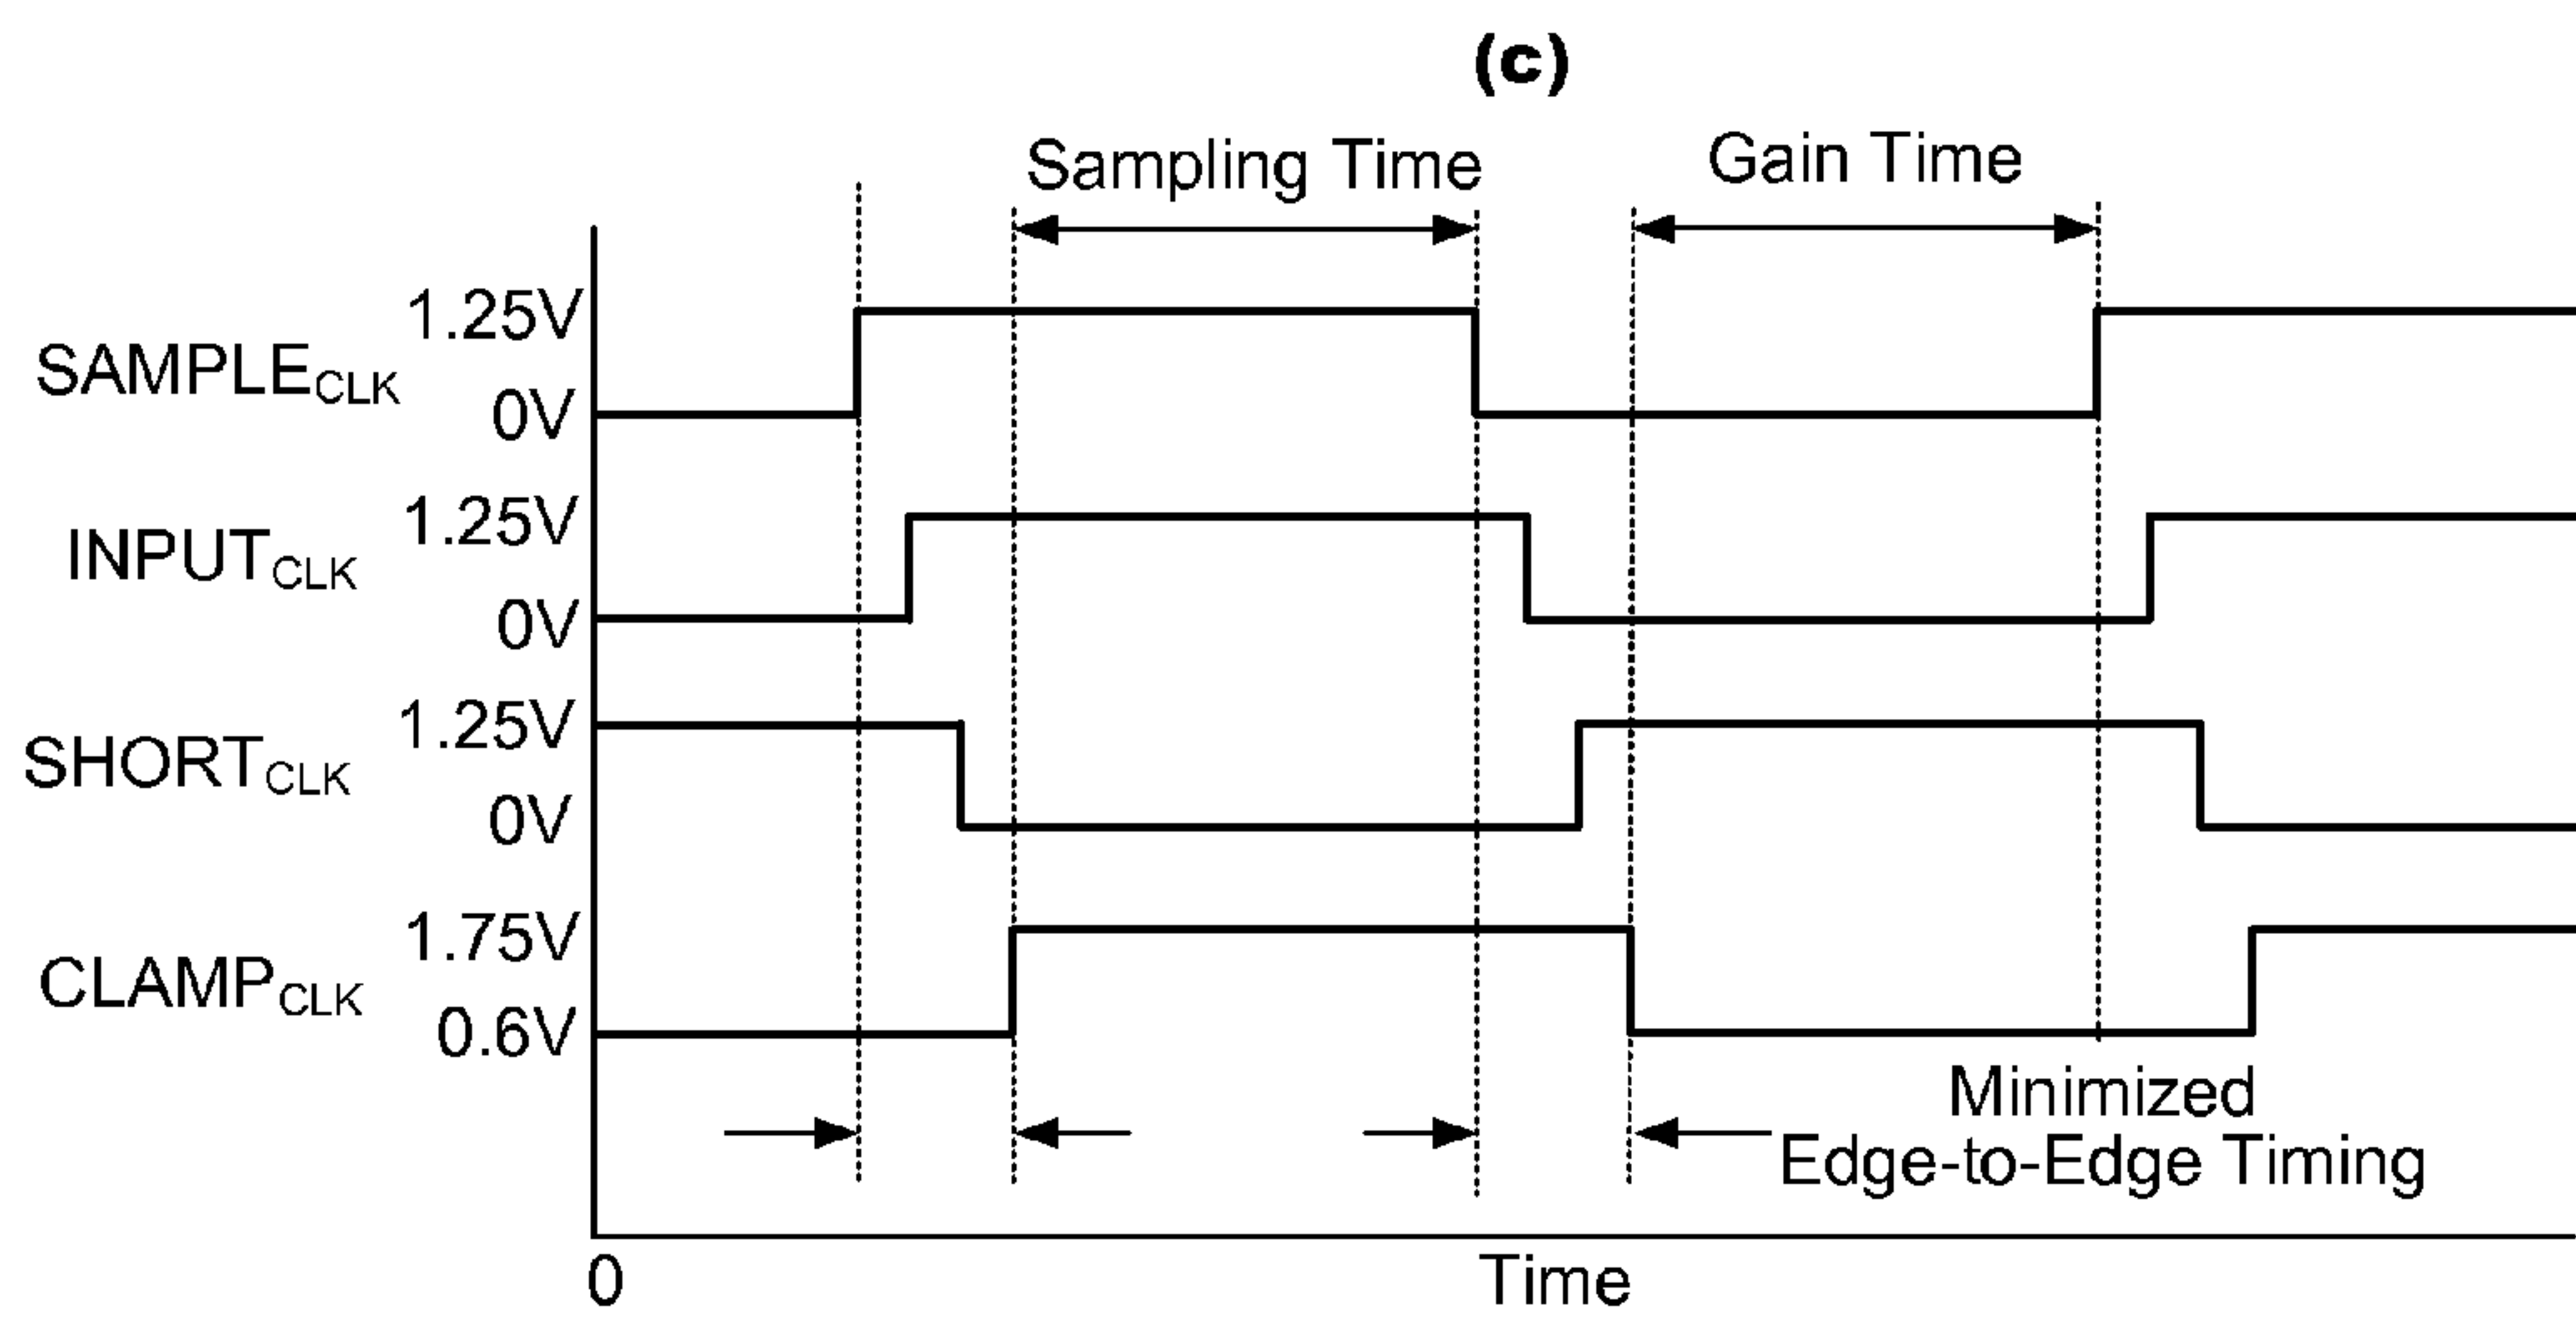 (c)
Sampling Time
Gain Time
1.25V
SAMPLECLK
0V
1.25V
INPUTCLK
0V
1.25V
SHORTCLK
0V
1.75V
CLAMPCLK
0.6V
Minimized
Edge-to-Edge Timing
0
Time